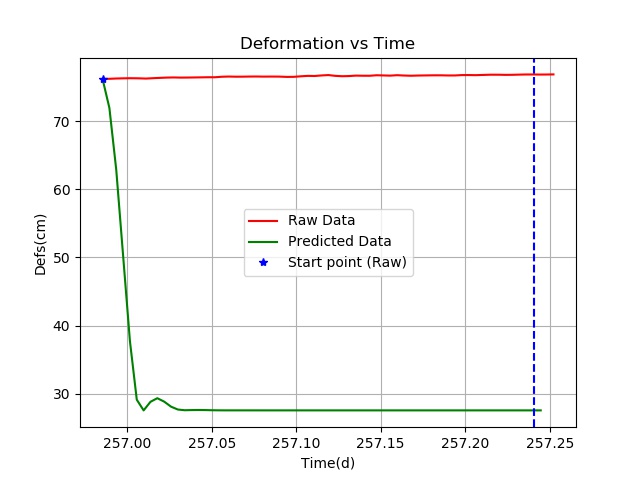 Deformation vs Time
Defs(cm)
70
60
50
40
30
Raw Data
Predicted Data
Start point (Raw)
257.00 257.05 257.10 257.15 257.20 257.25
Time(d)